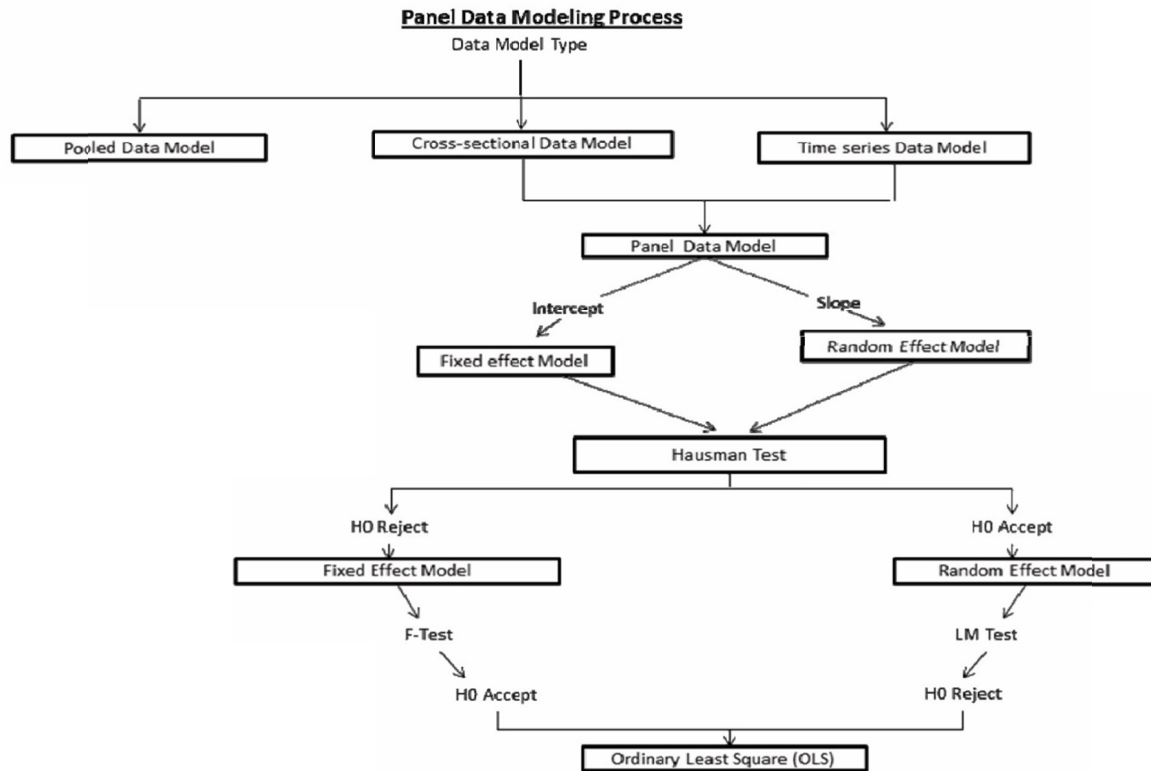 Panel Data Modeling Process
Data Model Type
Pooled Data Model
Cross-sectional Data Model
Time series Data Model
Panel Data Model
Intercept
Slope
Fixed effect Model
Random Effect Model
Hausman Test
H0 Reject
H0 Accept
Fixed Effect Model
Random Effect Model
F-Test
LM Test
H0 Accept
H0 Reject
Ordinary Least Square (OLS)